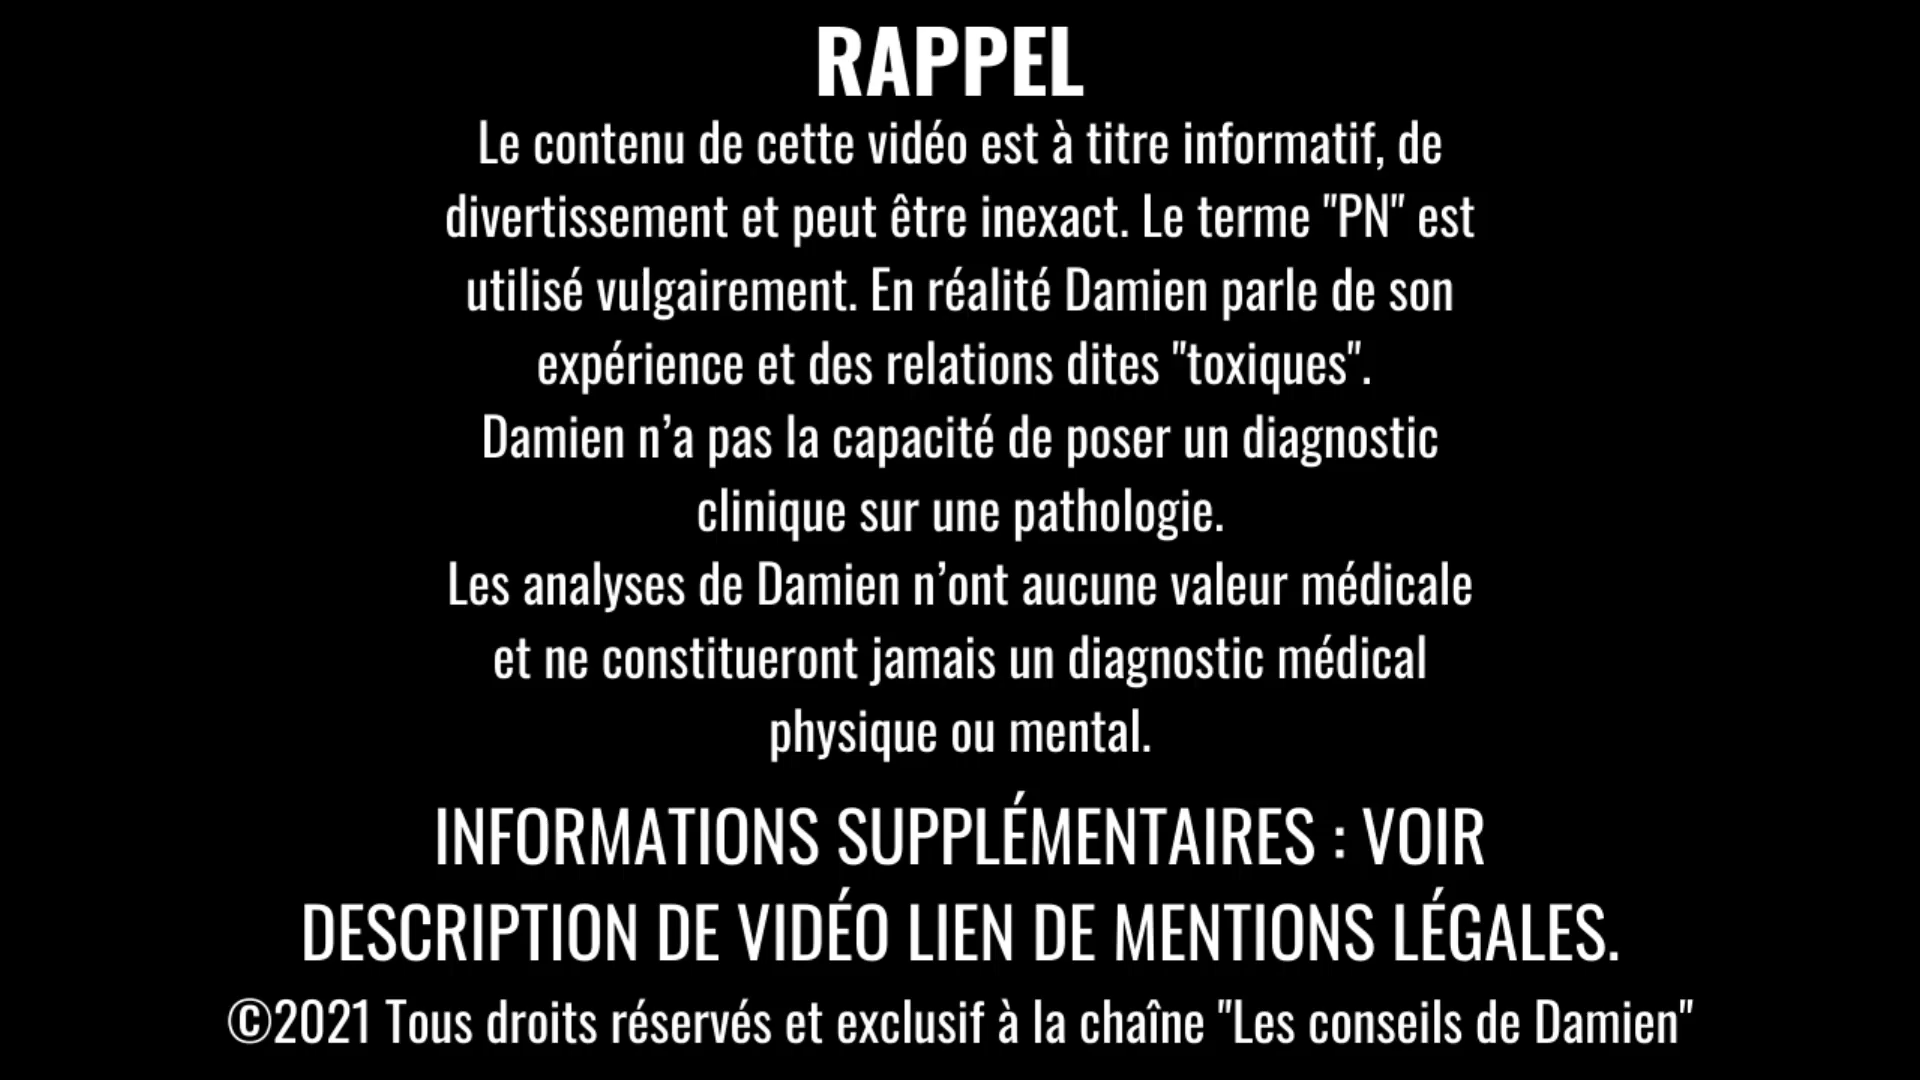 RAPPEL
Le contenu de cette vidéo est à titre informatif, de
divertissement et peut être inexact. Le terme "PN" est
utilisé vulgairement. En réalité Damien parle de son
expérience et des relations dites "toxiques".
Damien n’a pas la capacité de poser un diagnostic
clinique sur une pathologie.
Les analyses de Damien n’ont aucune valeur médicale
et ne constitueront jamais un diagnostic médical
physique ou mental.
INFORMATIONS SUPPLÉMENTAIRES : VOIR
DESCRIPTION DE VIDÉO LIEN DE MENTIONS LÉGALES.
©2021 Tous droits réservés et exclusif à la chaîne "Les conseils de Damien"